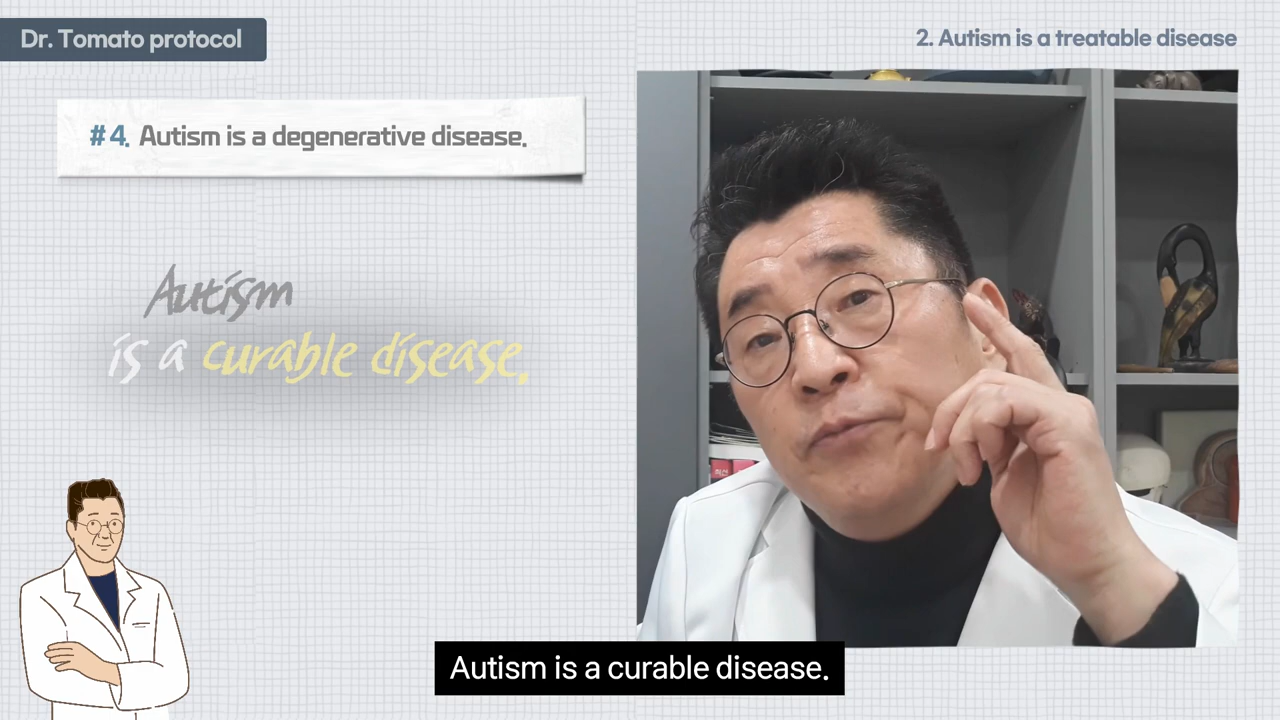 Dr. Tomato protocol
2. Autism is a treatable disease
# 4. Autism is a degenerative disease.
Autism
is a curable disease.
Autism is a curable disease.